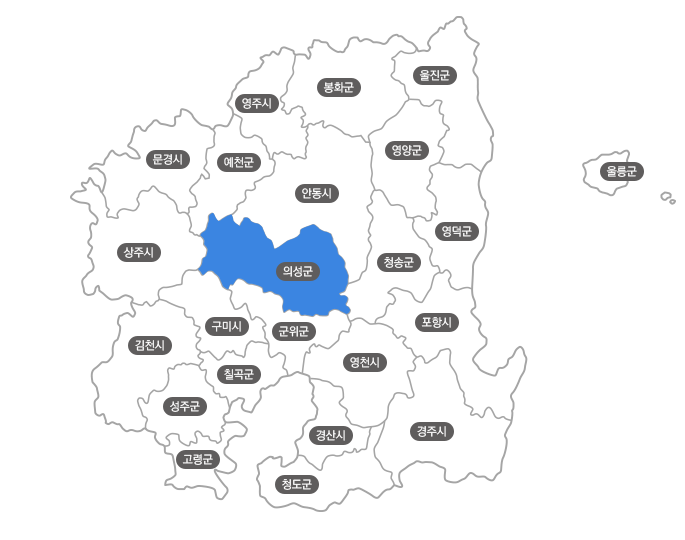 울진군
봉화군
영주시
영양군
문경시
예천군
울릉군
안동시
영덕군
상주시
청송군
의성군
포항시
구미시
군위군
김천시
영천시
칠곡군
성주군
경주시
경산시
고령군
청도군